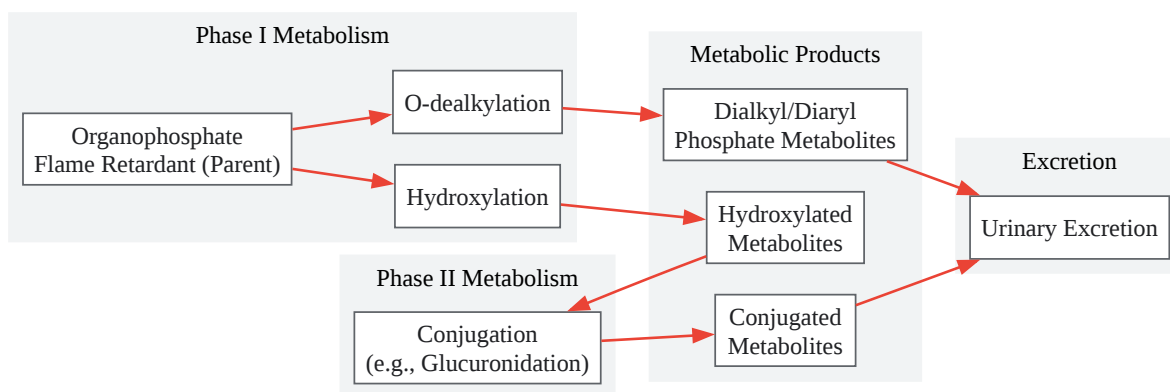 Phase I Metabolism
Organophosphate
Flame Retardant (Parent)
O-dealkylation
Hydroxylation
Phase II Metabolism
Conjugation
(e.g., Glucuronidation)
Metabolic Products
Dialkyl/Diaryl
Phosphate Metabolites
Hydroxylated
Metabolites
Conjugated
Metabolites
Excretion
Urinary Excretion